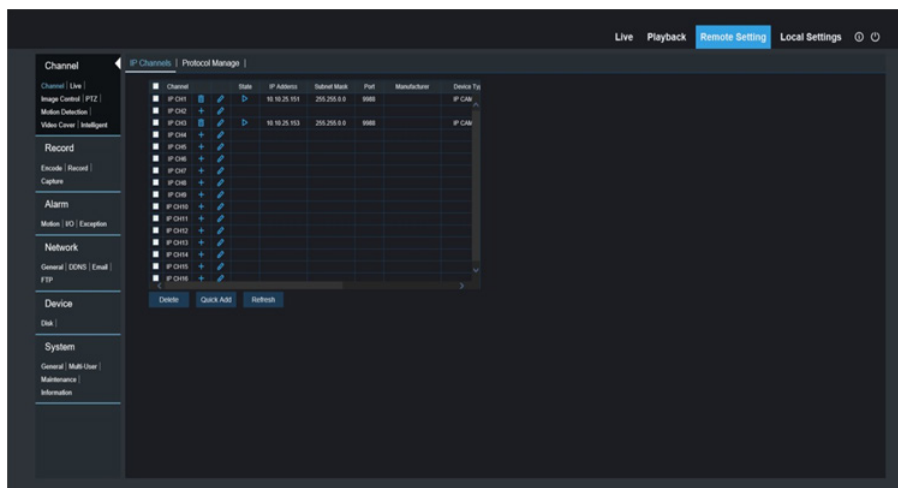 Live Playback Remote Setting Local Settings
Channel
Channel | Live |
Image Control | PTZ |
Motion Detection |
Video Cover | Intelligent
Record
Encode | Record |
Capture
Alarm
Motion | I/O | Exception
Network
General | DDNS | Email |
FTP
Device
Disk |
System
General | Multi-User |
Maintenance |
Information
IP Channels | Protocol Manage |
Channel State IP Address Subnet Mask Port Manufacturer Device Typ
IP CH1 10.10.25.151 255.255.0.0 9988 IP CAM
IP CH2
IP CH3 10.10.25.153 255.255.0.0 9988 IP CAM
IP CH4
IP CH5
IP CH6
IP CH7
IP CH8
IP CH9
IP CH10
IP CH11
IP CH12
IP CH13
IP CH14
IP CH15
IP CH16
Delete Quick Add Refresh